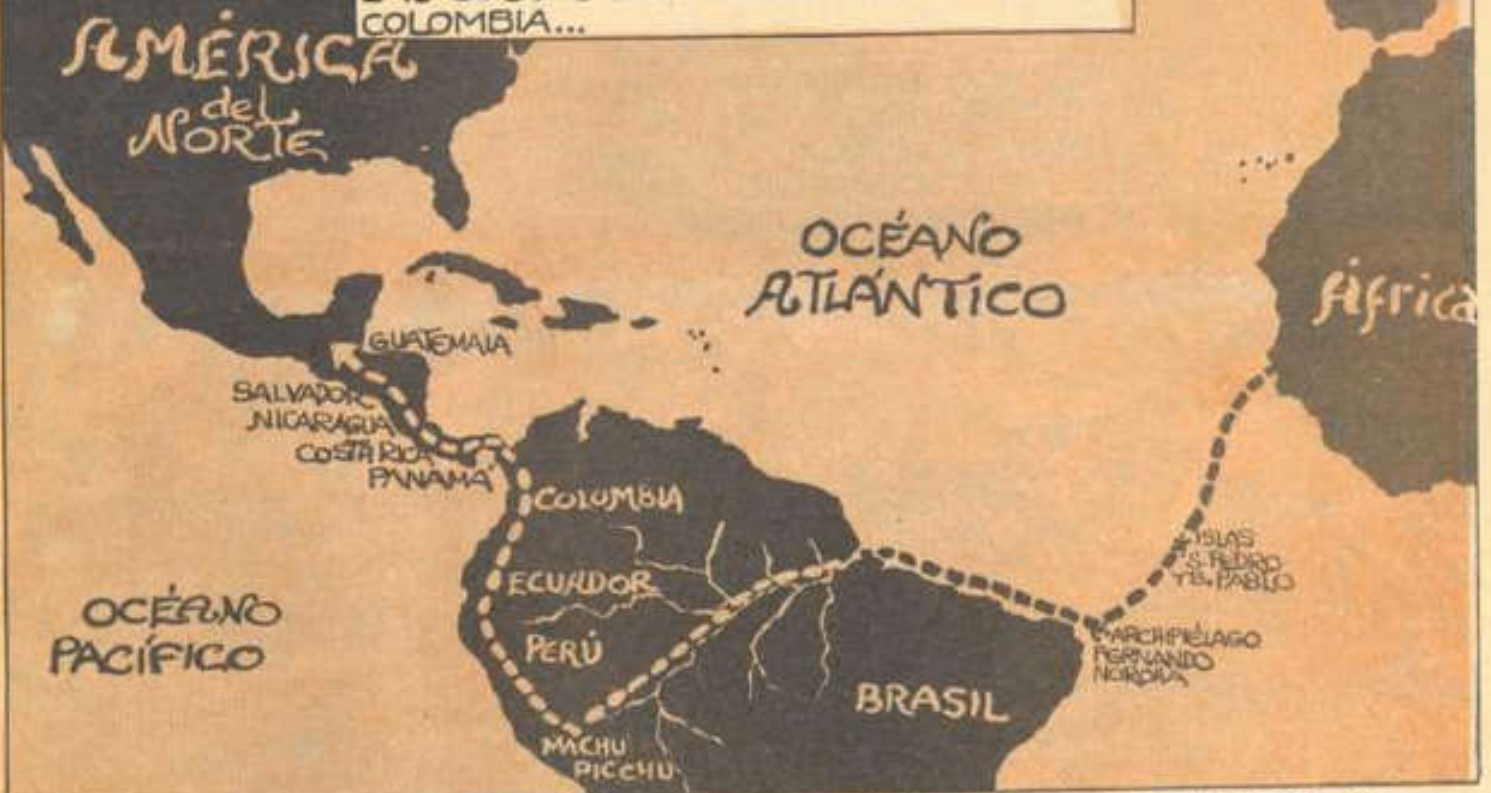 COLOMBIA...
AMÉRICA
del
NORTE
OCÉANO
ATLÁNTICO
África
GUATEMALA
SALVADOR
NICARAGUA
COSTA RICA
PANAMÁ
COLOMBIA
ECUADOR
PERÚ
BRASIL
MACHU
PICCHU
OCÉANO
PACÍFICO
ISLAS
S. PEDRO
Y S. PABLO
ARCHIPIÉLAGO
FERNANDO